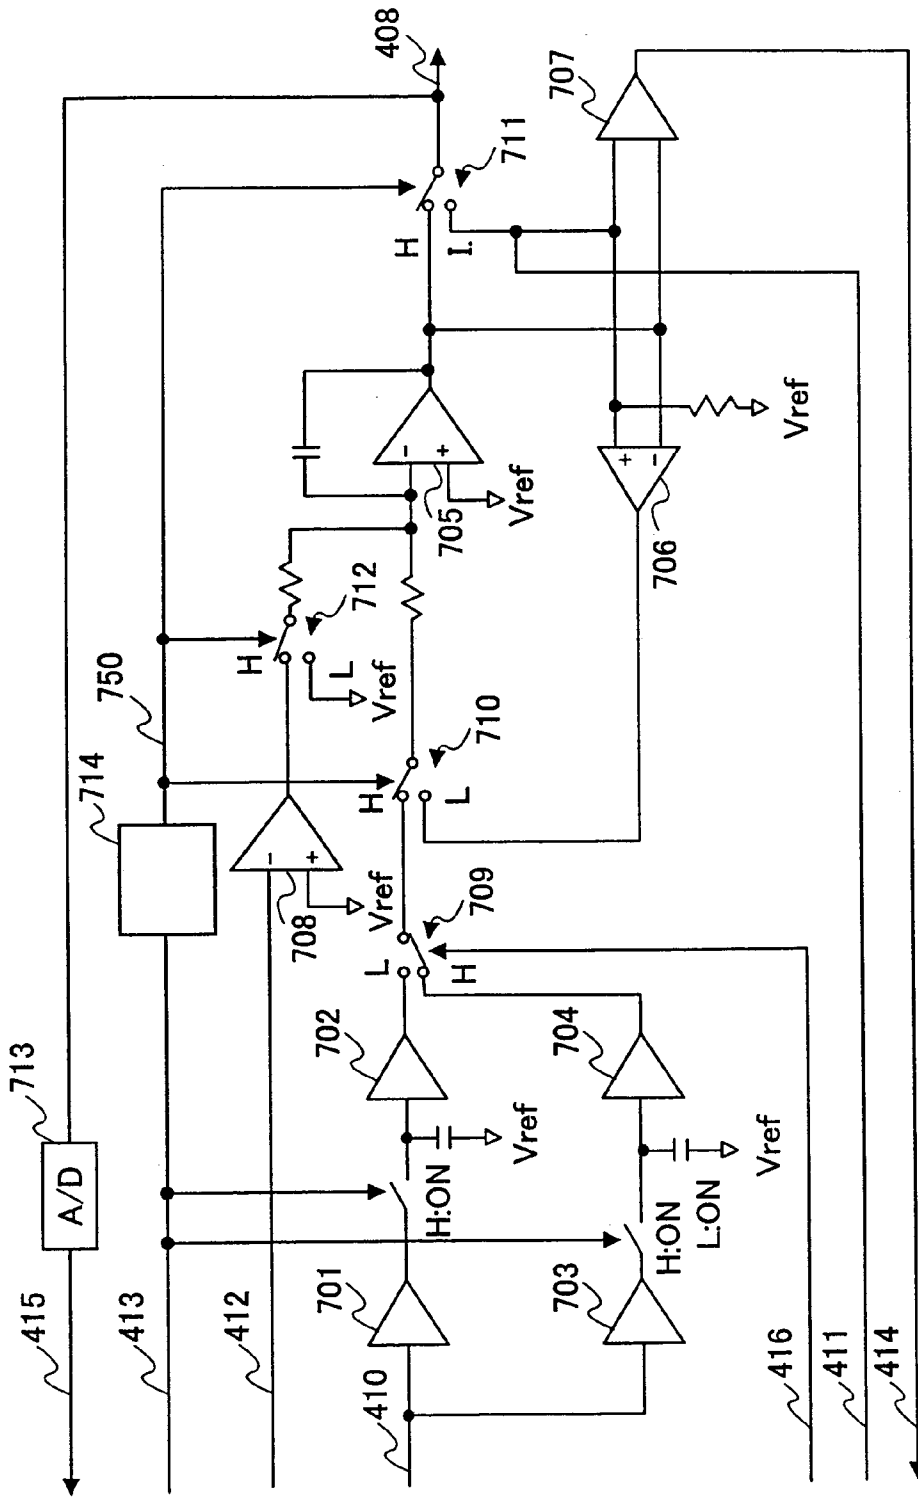 415
713
A/D
413
714
750
412
708
-
+
Vref
H
L
712
Vref
410
701
H:ON
Vref
702
L
H
709
H
L
710
-
+
705
Vref
H
L
711
408
703
H:ON
L:ON
Vref
704
706
+
-
Vref
707
416
411
414